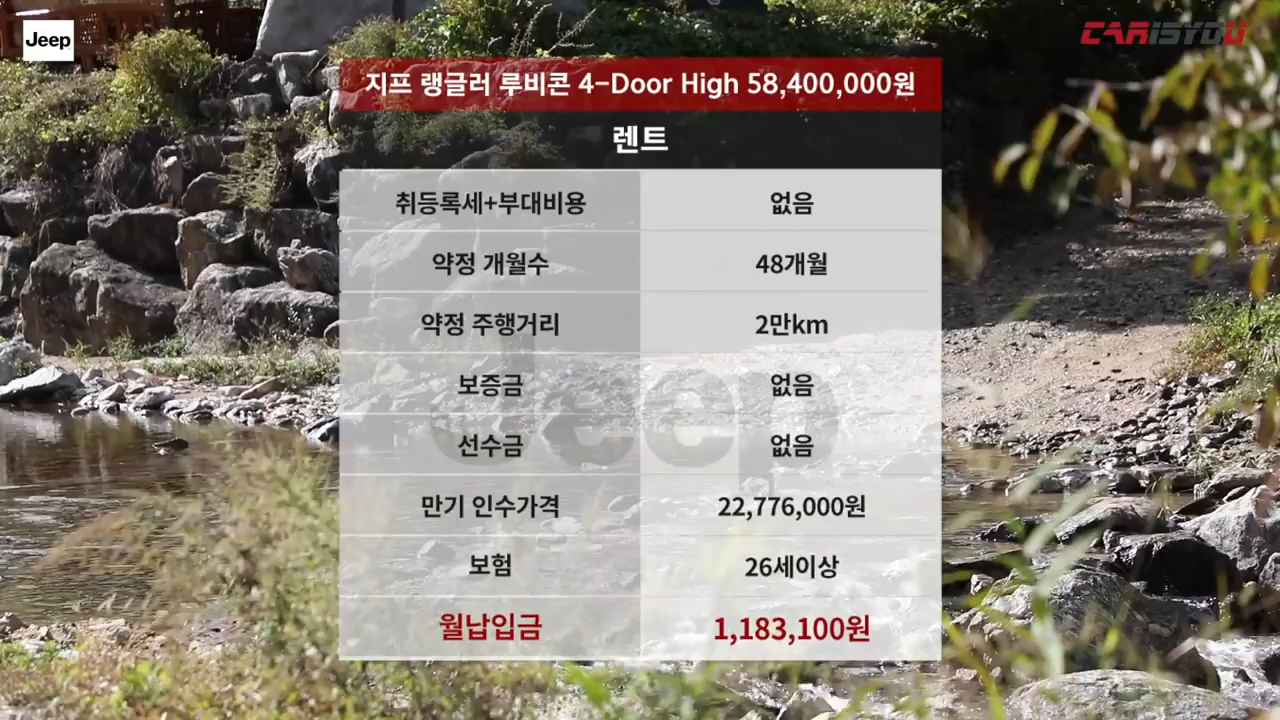 Jeep
CARISYOU
지프 랭글러 루비콘 4-Door High 58,400,000원
렌트
취등록세+부대비용 없음
약정 개월수 48개월
약정 주행거리 2만km
보증금 없음
선수금 없음
만기 인수가격 22,776,000원
보험 26세이상
월납입금 1,183,100원
Jeep